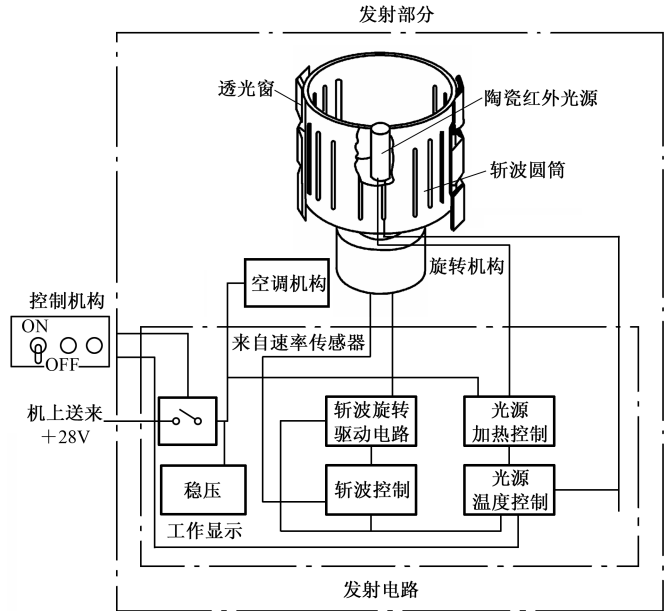 发射部分
透光窗
陶瓷红外光源
斩波圆筒
旋转机构
空调机构
控制机构
ON
OFF
来自速率传感器
机上送来
+28V
斩波旋转
驱动电路
光源
加热控制
稳压
斩波控制
光源
温度控制
工作显示
发射电路